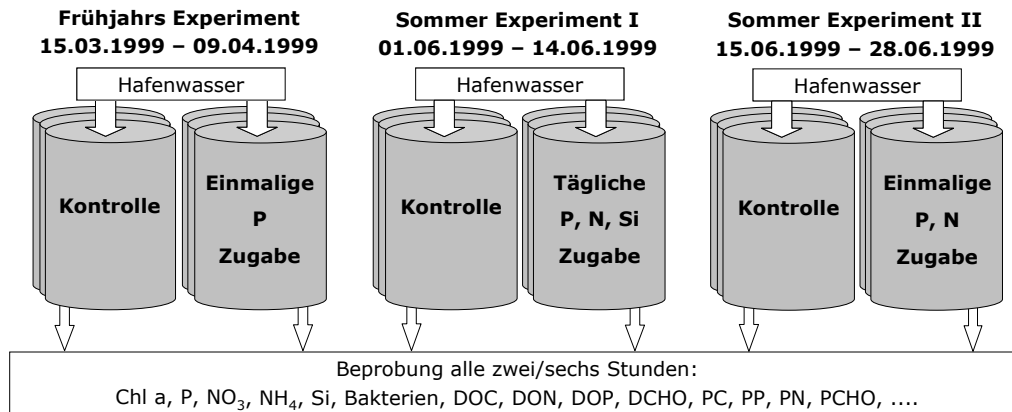 Frühjahrs Experiment
15.03.1999 – 09.04.1999
Hafenwasser
Kontrolle
Einmalige
P
Zugabe
Sommer Experiment I
01.06.1999 – 14.06.1999
Hafenwasser
Kontrolle
Tägliche
P, N, Si
Zugabe
Sommer Experiment II
15.06.1999 – 28.06.1999
Hafenwasser
Kontrolle
Einmalige
P, N
Zugabe
Beprobung alle zwei/sechs Stunden:
Chl a, P, NO₃, NH₄, Si, Bakterien, DOC, DON, DOP, DCHO, PC, PP, PN, PCHO, ….